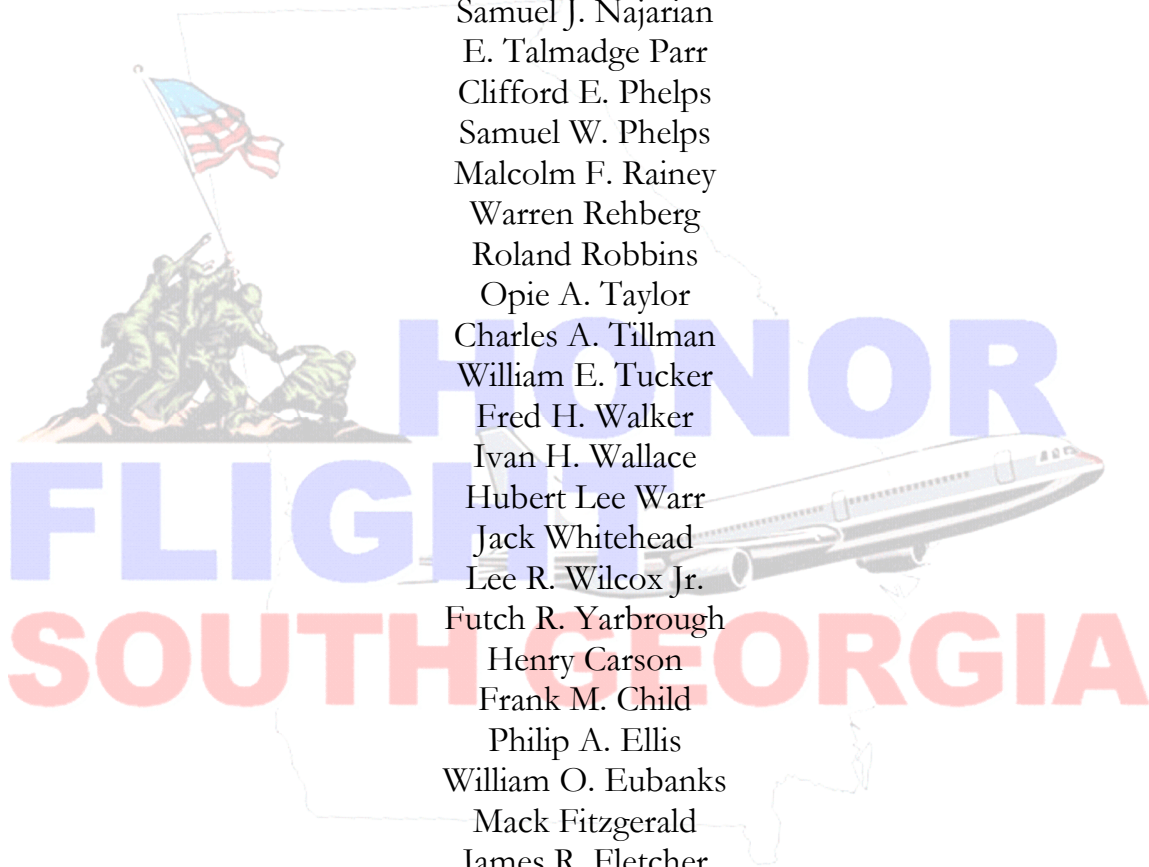 Samuel J. Najarian
E. Talmadge Parr
Clifford E. Phelps
Samuel W. Phelps
Malcolm F. Rainey
Warren Rehberg
Roland Robbins
Opie A. Taylor
Charles A. Tillman
William E. Tucker
Fred H. Walker
Ivan H. Wallace
Hubert Lee Warr
Jack Whitehead
Lee R. Wilcox Jr.
Futch R. Yarbrough
Henry Carson
Frank M. Child
Philip A. Ellis
William O. Eubanks
Mack Fitzgerald
James R. Fletcher
HONOR
FLIGHT
SOUTH GEORGIA